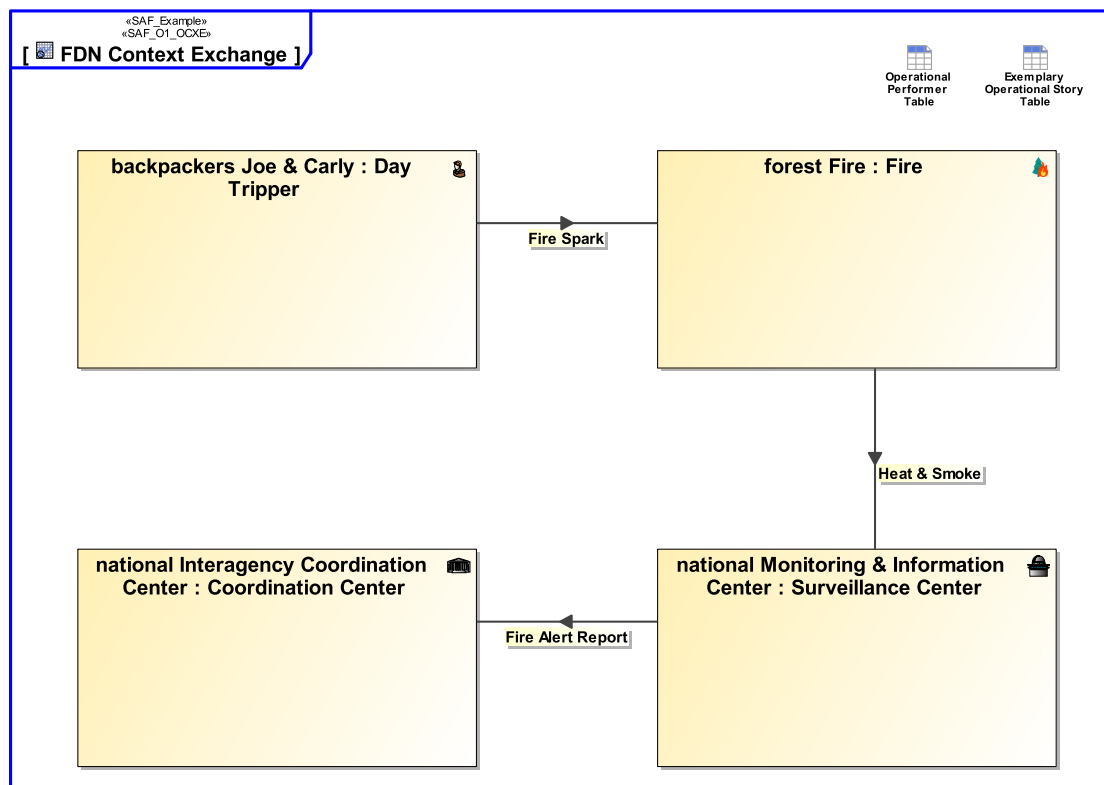 «SAF_Example»
«SAF_O1_OCXE»
[ FDN Context Exchange ]
Operational
Performer
Table
Exemplary
Operational Story
Table
backpackers Joe & Carly : Day
Tripper
forest Fire : Fire
Fire Spark
Heat & Smoke
national Interagency Coordination
Center : Coordination Center
national Monitoring & Information
Center : Surveillance Center
Fire Alert Report